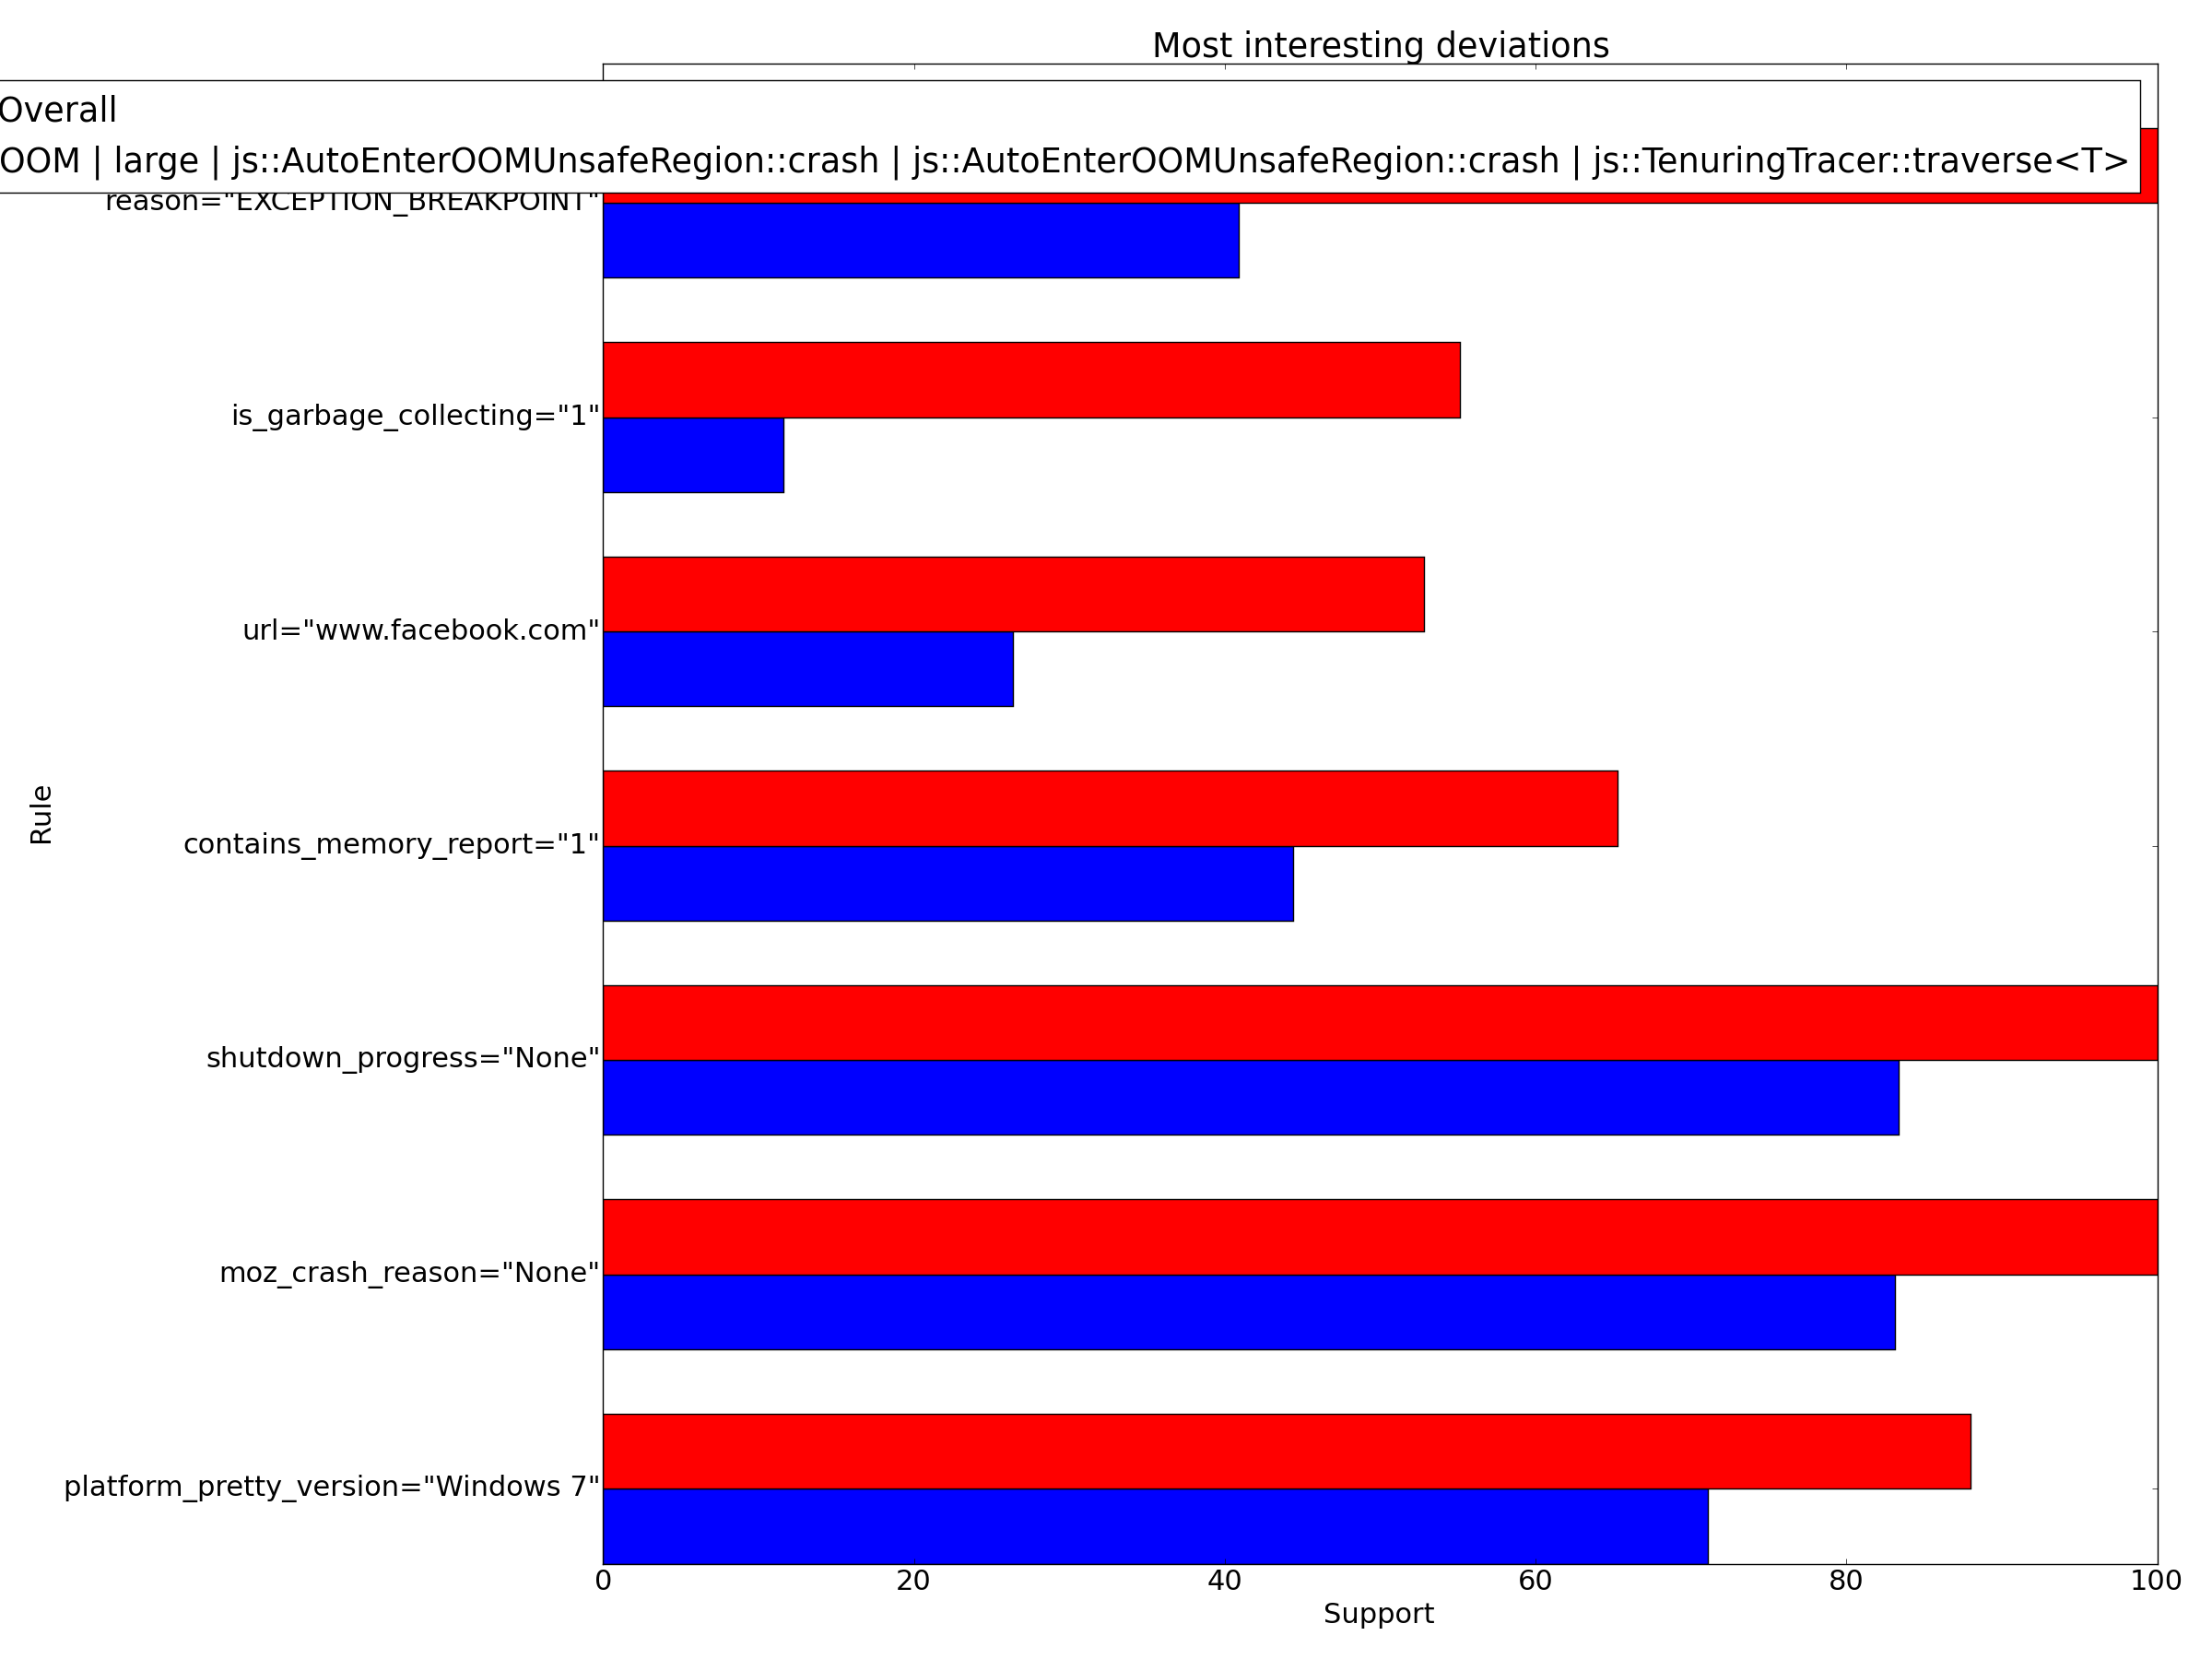 Most interesting deviations
Overall
OOM | large | js::AutoEnterOOMUnsafeRegion::crash | js::AutoEnterOOMUnsafeRegion::crash | js::TenuringTracer::traverse<T>
reason="EXCEPTION_BREAKPOINT"
is_garbage_collecting="1"
url="www.facebook.com"
Rule
contains_memory_report="1"
shutdown_progress="None"
moz_crash_reason="None"
platform_pretty_version="Windows 7"
0 20 40 60 80 100
Support